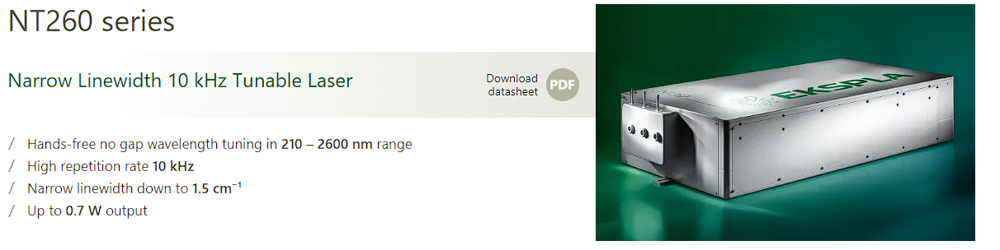 NT260 series
Narrow Linewidth 10 kHz Tunable Laser
Download
datasheet
PDF
/ Hands-free no gap wavelength tuning in 210 – 2600 nm range
/ High repetition rate 10 kHz
/ Narrow linewidth down to 1.5 cm⁻¹
/ Up to 0.7 W output
EKSPLA